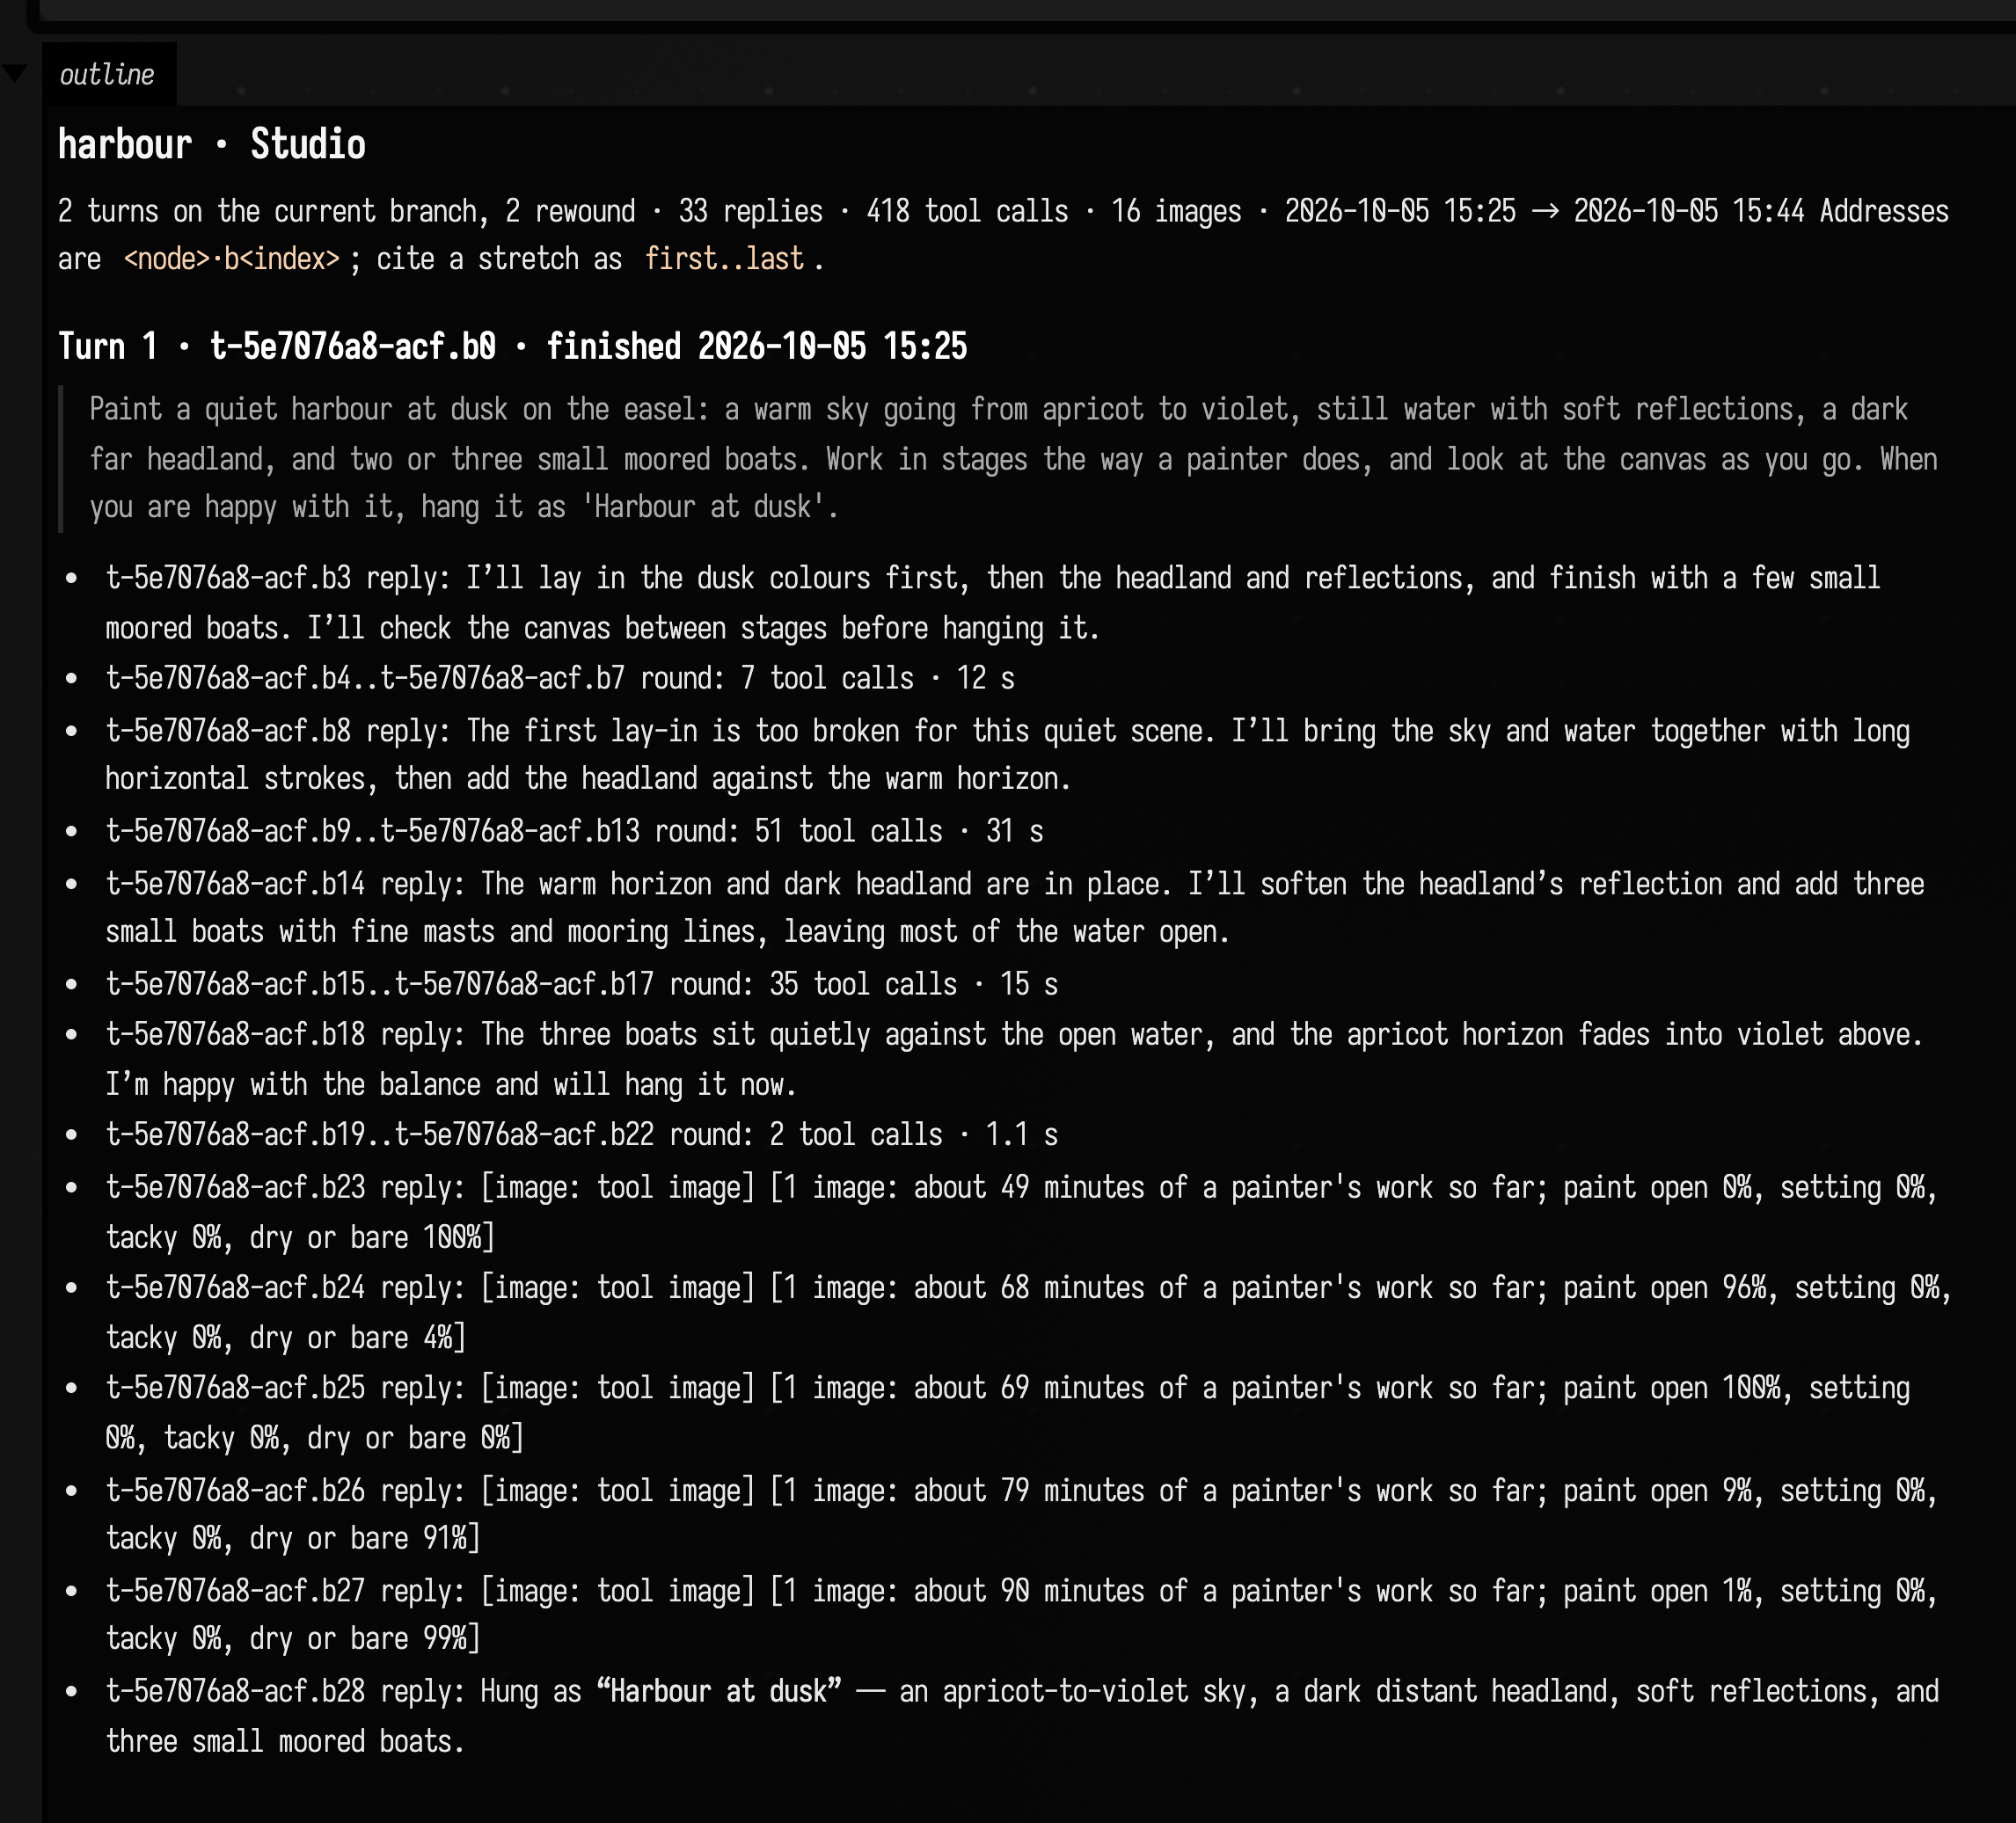 outline
harbour · Studio
2 turns on the current branch, 2 rewound · 33 replies · 418 tool calls · 16 images · 2026-10-05 15:25 → 2026-10-05 15:44 Addresses
are <node>·b<index> ; cite a stretch as first..last .
Turn 1 · t-5e7076a8-acf.b0 · finished 2026-10-05 15:25
Paint a quiet harbour at dusk on the easel: a warm sky going from apricot to violet, still water with soft reflections, a dark
far headland, and two or three small moored boats. Work in stages the way a painter does, and look at the canvas as you go. When
you are happy with it, hang it as 'Harbour at dusk'.
• t-5e7076a8-acf.b3 reply: I’ll lay in the dusk colours first, then the headland and reflections, and finish with a few small
moored boats. I’ll check the canvas between stages before hanging it.
• t-5e7076a8-acf.b4..t-5e7076a8-acf.b7 round: 7 tool calls · 12 s
• t-5e7076a8-acf.b8 reply: The first lay-in is too broken for this quiet scene. I’ll bring the sky and water together with long
horizontal strokes, then add the headland against the warm horizon.
• t-5e7076a8-acf.b9..t-5e7076a8-acf.b13 round: 51 tool calls · 31 s
• t-5e7076a8-acf.b14 reply: The warm horizon and dark headland are in place. I’ll soften the headland’s reflection and add three
small boats with fine masts and mooring lines, leaving most of the water open.
• t-5e7076a8-acf.b15..t-5e7076a8-acf.b17 round: 35 tool calls · 15 s
• t-5e7076a8-acf.b18 reply: The three boats sit quietly against the open water, and the apricot horizon fades into violet above.
I’m happy with the balance and will hang it now.
• t-5e7076a8-acf.b19..t-5e7076a8-acf.b22 round: 2 tool calls · 1.1 s
• t-5e7076a8-acf.b23 reply: [image: tool image] [1 image: about 49 minutes of a painter's work so far; paint open 0%, setting 0%,
tacky 0%, dry or bare 100%]
• t-5e7076a8-acf.b24 reply: [image: tool image] [1 image: about 68 minutes of a painter's work so far; paint open 96%, setting 0%,
tacky 0%, dry or bare 4%]
• t-5e7076a8-acf.b25 reply: [image: tool image] [1 image: about 69 minutes of a painter's work so far; paint open 100%, setting
0%, tacky 0%, dry or bare 0%]
• t-5e7076a8-acf.b26 reply: [image: tool image] [1 image: about 79 minutes of a painter's work so far; paint open 9%, setting 0%,
tacky 0%, dry or bare 91%]
• t-5e7076a8-acf.b27 reply: [image: tool image] [1 image: about 90 minutes of a painter's work so far; paint open 1%, setting 0%,
tacky 0%, dry or bare 99%]
• t-5e7076a8-acf.b28 reply: Hung as “Harbour at dusk” — an apricot-to-violet sky, a dark distant headland, soft reflections, and
three small moored boats.